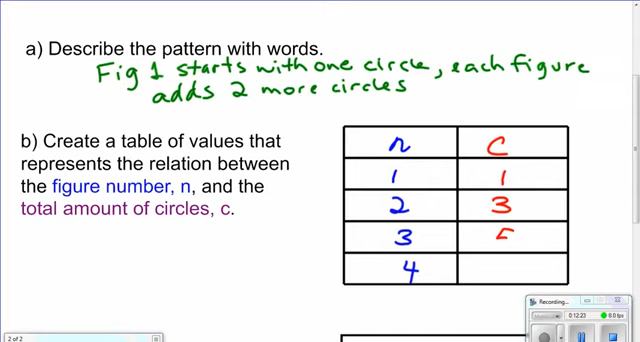 a) Describe the pattern with words.
Fig 1 starts with one circle, each figure
adds 2 more circles
b) Create a table of values that
represents the relation between
the figure number, n, and the
total amount of circles, c.
n C
1 1
2 3
3 5
4
Recording...
0:12:23 0.0 fps
2 of 2